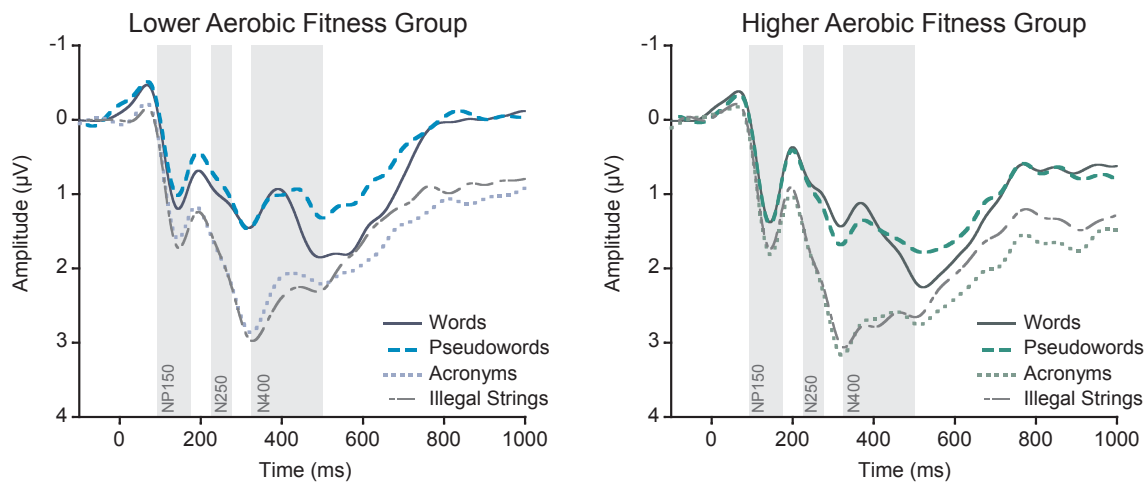 Lower Aerobic Fitness Group
-1
0
1
2
3
4
Amplitude (µV)
NP150
N250
N400
Words
Pseudowords
Acronyms
Illegal Strings
0 200 400 600 800 1000
Time (ms)
Higher Aerobic Fitness Group
-1
0
1
2
3
4
Amplitude (µV)
NP150
N250
N400
Words
Pseudowords
Acronyms
Illegal Strings
0 200 400 600 800 1000
Time (ms)